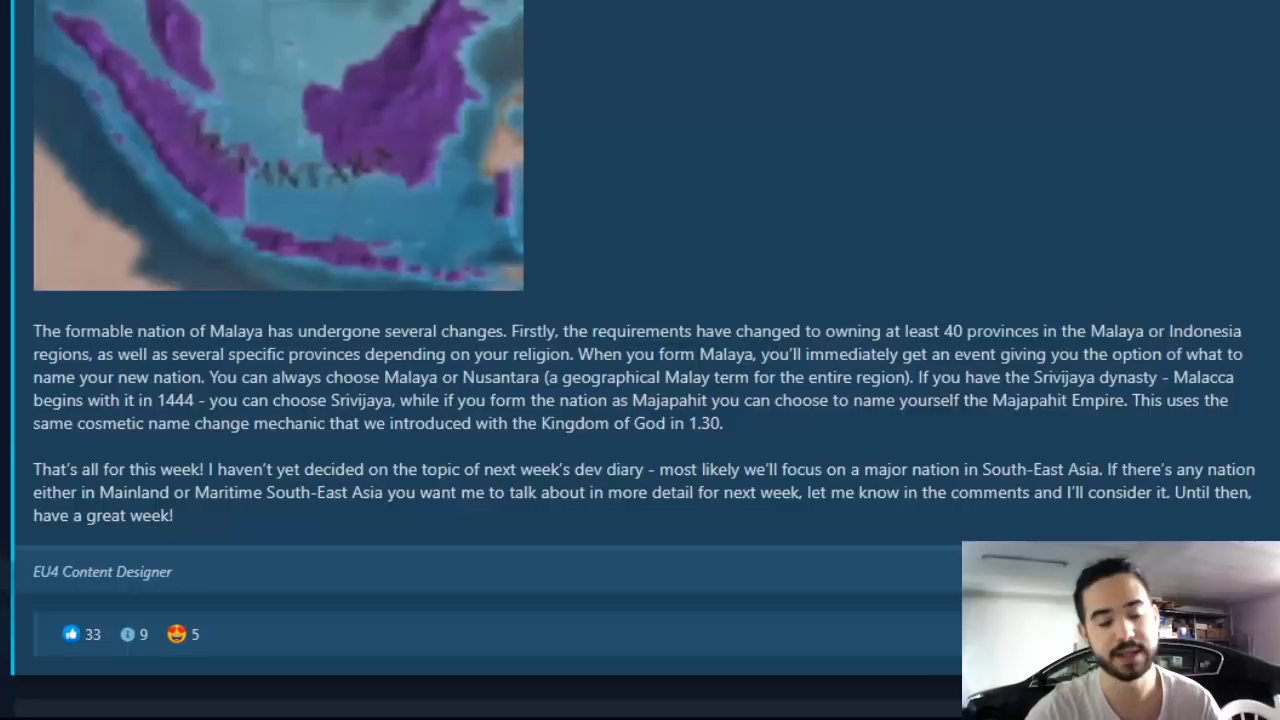 The formable nation of Malaya has undergone several changes. Firstly, the requirements have changed to owning at least 40 provinces in the Malaya or Indonesia
regions, as well as several specific provinces depending on your religion. When you form Malaya, you'll immediately get an event giving you the option of what to
name your new nation. You can always choose Malaya or Nusantara (a geographical Malay term for the entire region). If you have the Srivijaya dynasty - Malacca
begins with it in 1444 - you can choose Srivijaya, while if you form the nation as Majapahit you can choose to name yourself the Majapahit Empire. This uses the
same cosmetic name change mechanic that we introduced with the Kingdom of God in 1.30.
That's all for this week! I haven't yet decided on the topic of next week's dev diary - most likely we'll focus on a major nation in South-East Asia. If there's any nation
either in Mainland or Maritime South-East Asia you want me to talk about in more detail for next week, let me know in the comments and I'll consider it. Until then,
have a great week!
EU4 Content Designer
33 9 5